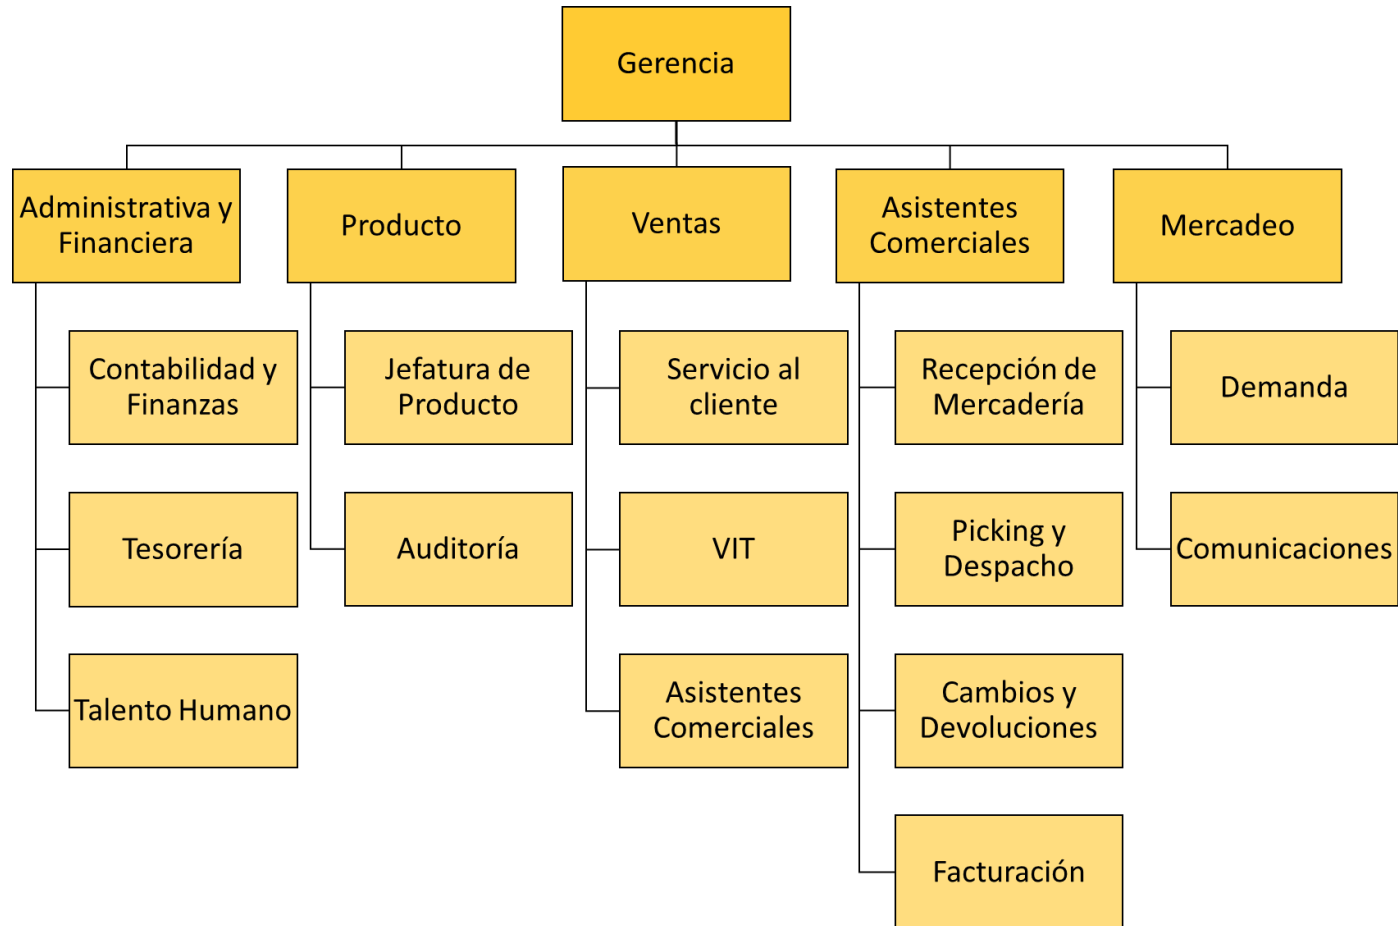 Gerencia
Administrativa y
Financiera
Producto
Ventas
Asistentes
Comerciales
Mercadeo
Contabilidad y
Finanzas
Jefatura de
Producto
Servicio al
cliente
Recepción de
Mercadería
Demanda
Tesorería
Auditoría
VIT
Picking y
Despacho
Comunicaciones
Talento Humano
Asistentes
Comerciales
Cambios y
Devoluciones
Facturación